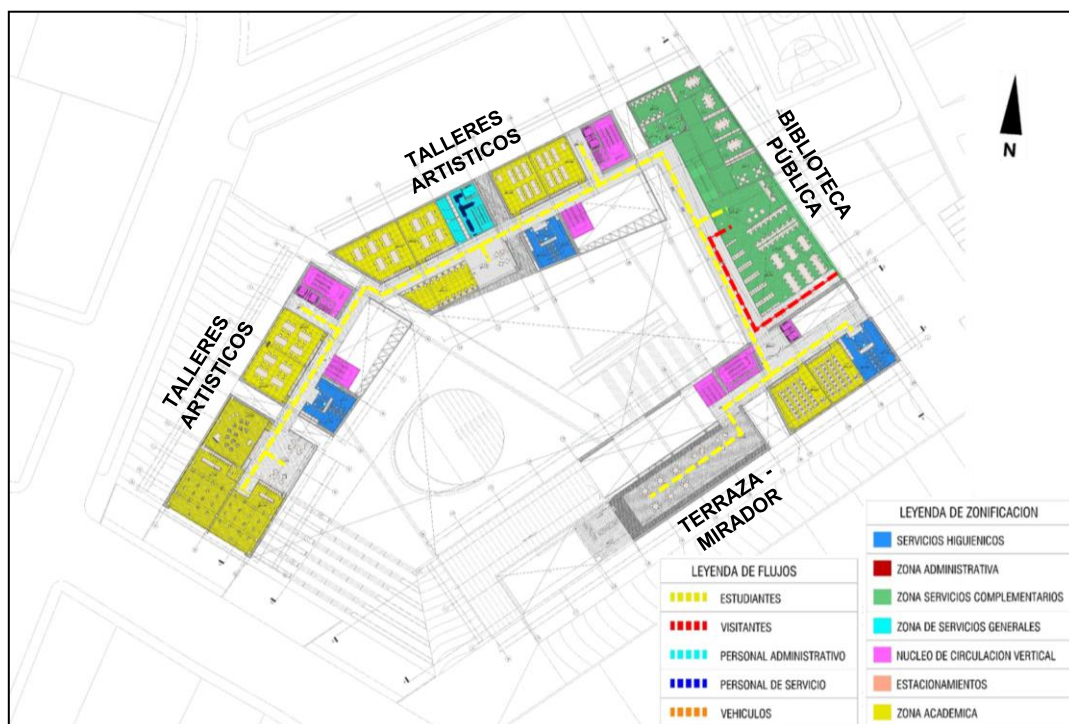 TALLERES
ARTISTICOS
BIBLIOTECA
PÚBLICA
N
TALLERES
ARTISTICOS
TERRAZA -
MIRADOR
LEYENDA DE FLUJOS
ESTUDIANTES
VISITANTES
PERSONAL ADMINISTRATIVO
PERSONAL DE SERVICIO
VEHICULOS
LEYENDA DE ZONIFICACION
SERVICIOS HIGUIENICOS
ZONA ADMINISTRATIVA
ZONA SERVICIOS COMPLEMENTARIOS
ZONA DE SERVICIOS GENERALES
NUCLEO DE CIRCULACION VERTICAL
ESTACIONAMIENTOS
ZONA ACADEMICA